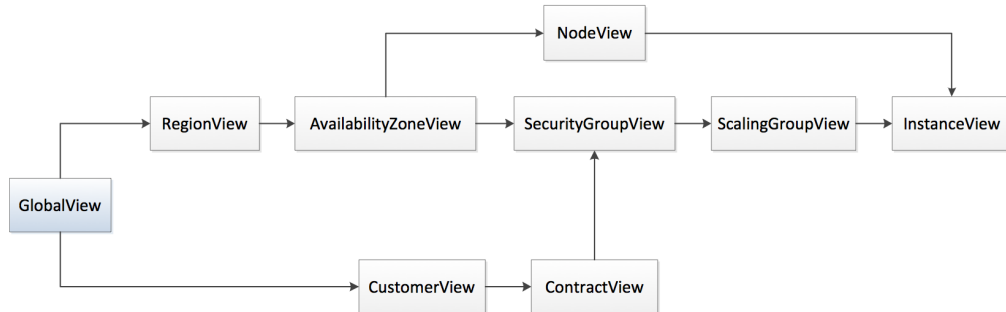 NodeView
RegionView
AvailabilityZoneView
SecurityGroupView
ScalingGroupView
InstanceView
GlobalView
CustomerView
ContractView